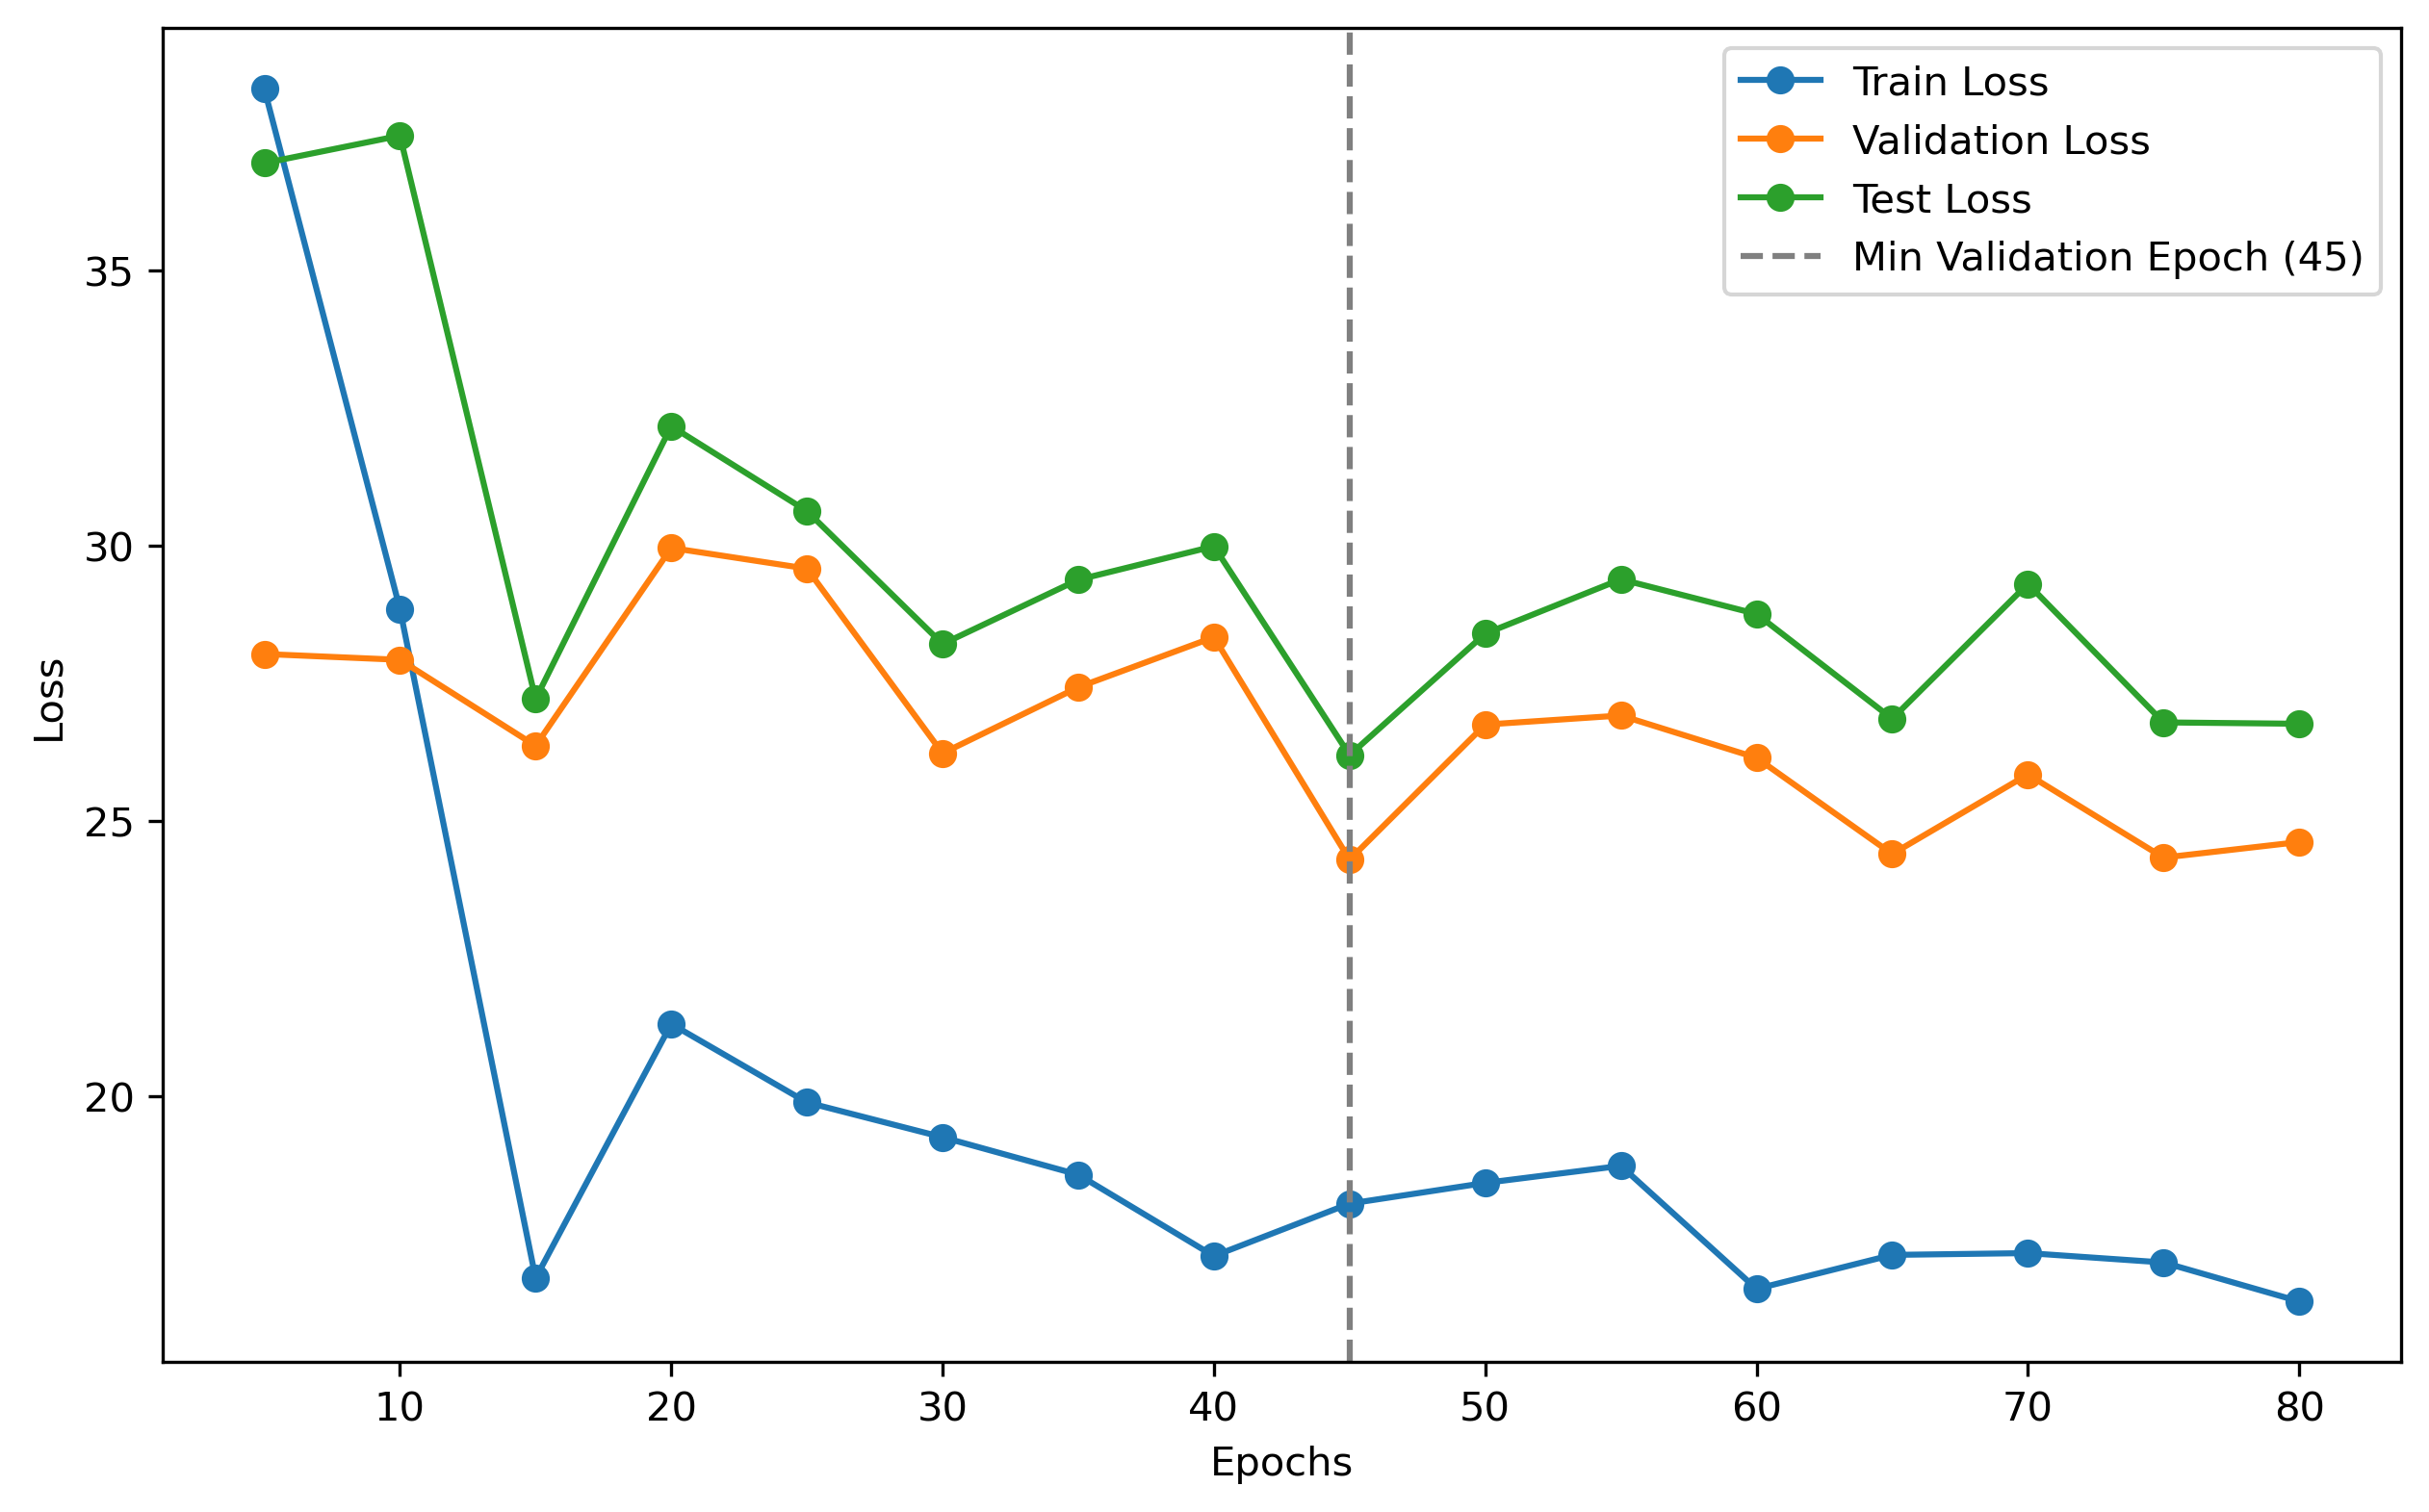 Train Loss
Validation Loss
Test Loss
Min Validation Epoch (45)
Loss
35
30
25
20
10 20 30 40 50 60 70 80
Epochs